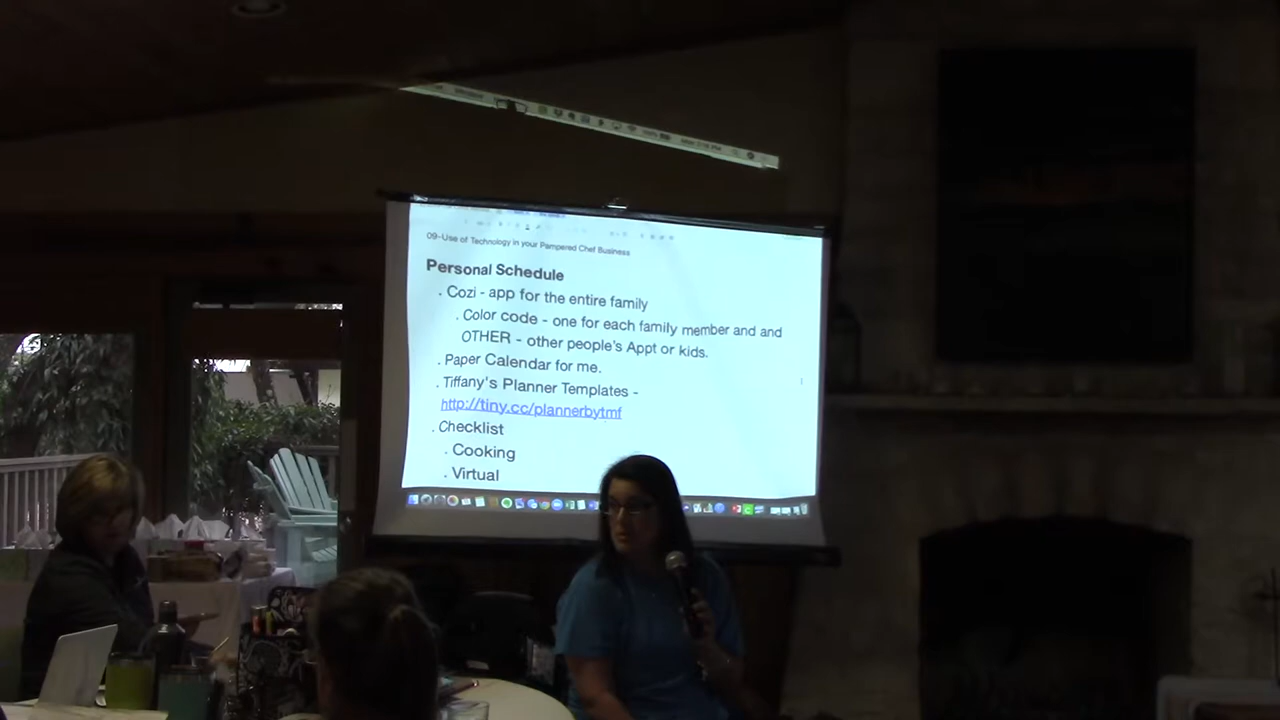 09-Use of Technology in your Pampered Chef Business
Personal Schedule
. Cozi - app for the entire family
. Color code - one for each family member and and
OTHER - other people's Appt or kids.
. Paper Calendar for me.
. Tiffany's Planner Templates -
http://tiny.cc/plannerbytmf
. Checklist
. Cooking
. Virtual